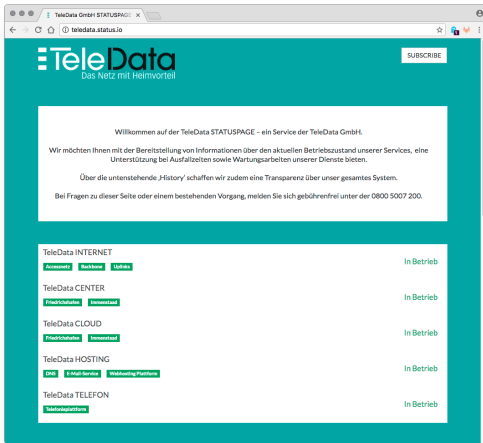 TeleData GmbH STATUSPAGE
teledata.status.io
TeleData
Das Netz mit Heimvorteil
SUBSCRIBE
Willkommen auf der TeleData STATUSPAGE – ein Service der TeleData GmbH.
Wir möchten Ihnen mit der Bereitstellung von Informationen über den aktuellen Betriebszustand unserer Services, eine
Unterstützung bei Ausfallzeiten sowie Wartungsarbeiten unserer Dienste bieten.
Über die untenstehende ‚History‘ schaffen wir zudem eine Transparenz über unser gesamtes System.
Bei Fragen zu dieser Seite oder einem bestehenden Vorgang, melden Sie sich gebührenfrei unter der 0800 5007 200.
TeleData INTERNET
In Betrieb
Accessnetz Backbone Uplinks
TeleData CENTER
In Betrieb
Friedrichshafen Immenstaad
TeleData CLOUD
In Betrieb
Friedrichshafen Immenstaad
TeleData HOSTING
In Betrieb
DNS E-Mail-Service Webhosting Plattform
TeleData TELEFON
In Betrieb
Telefonieplattform